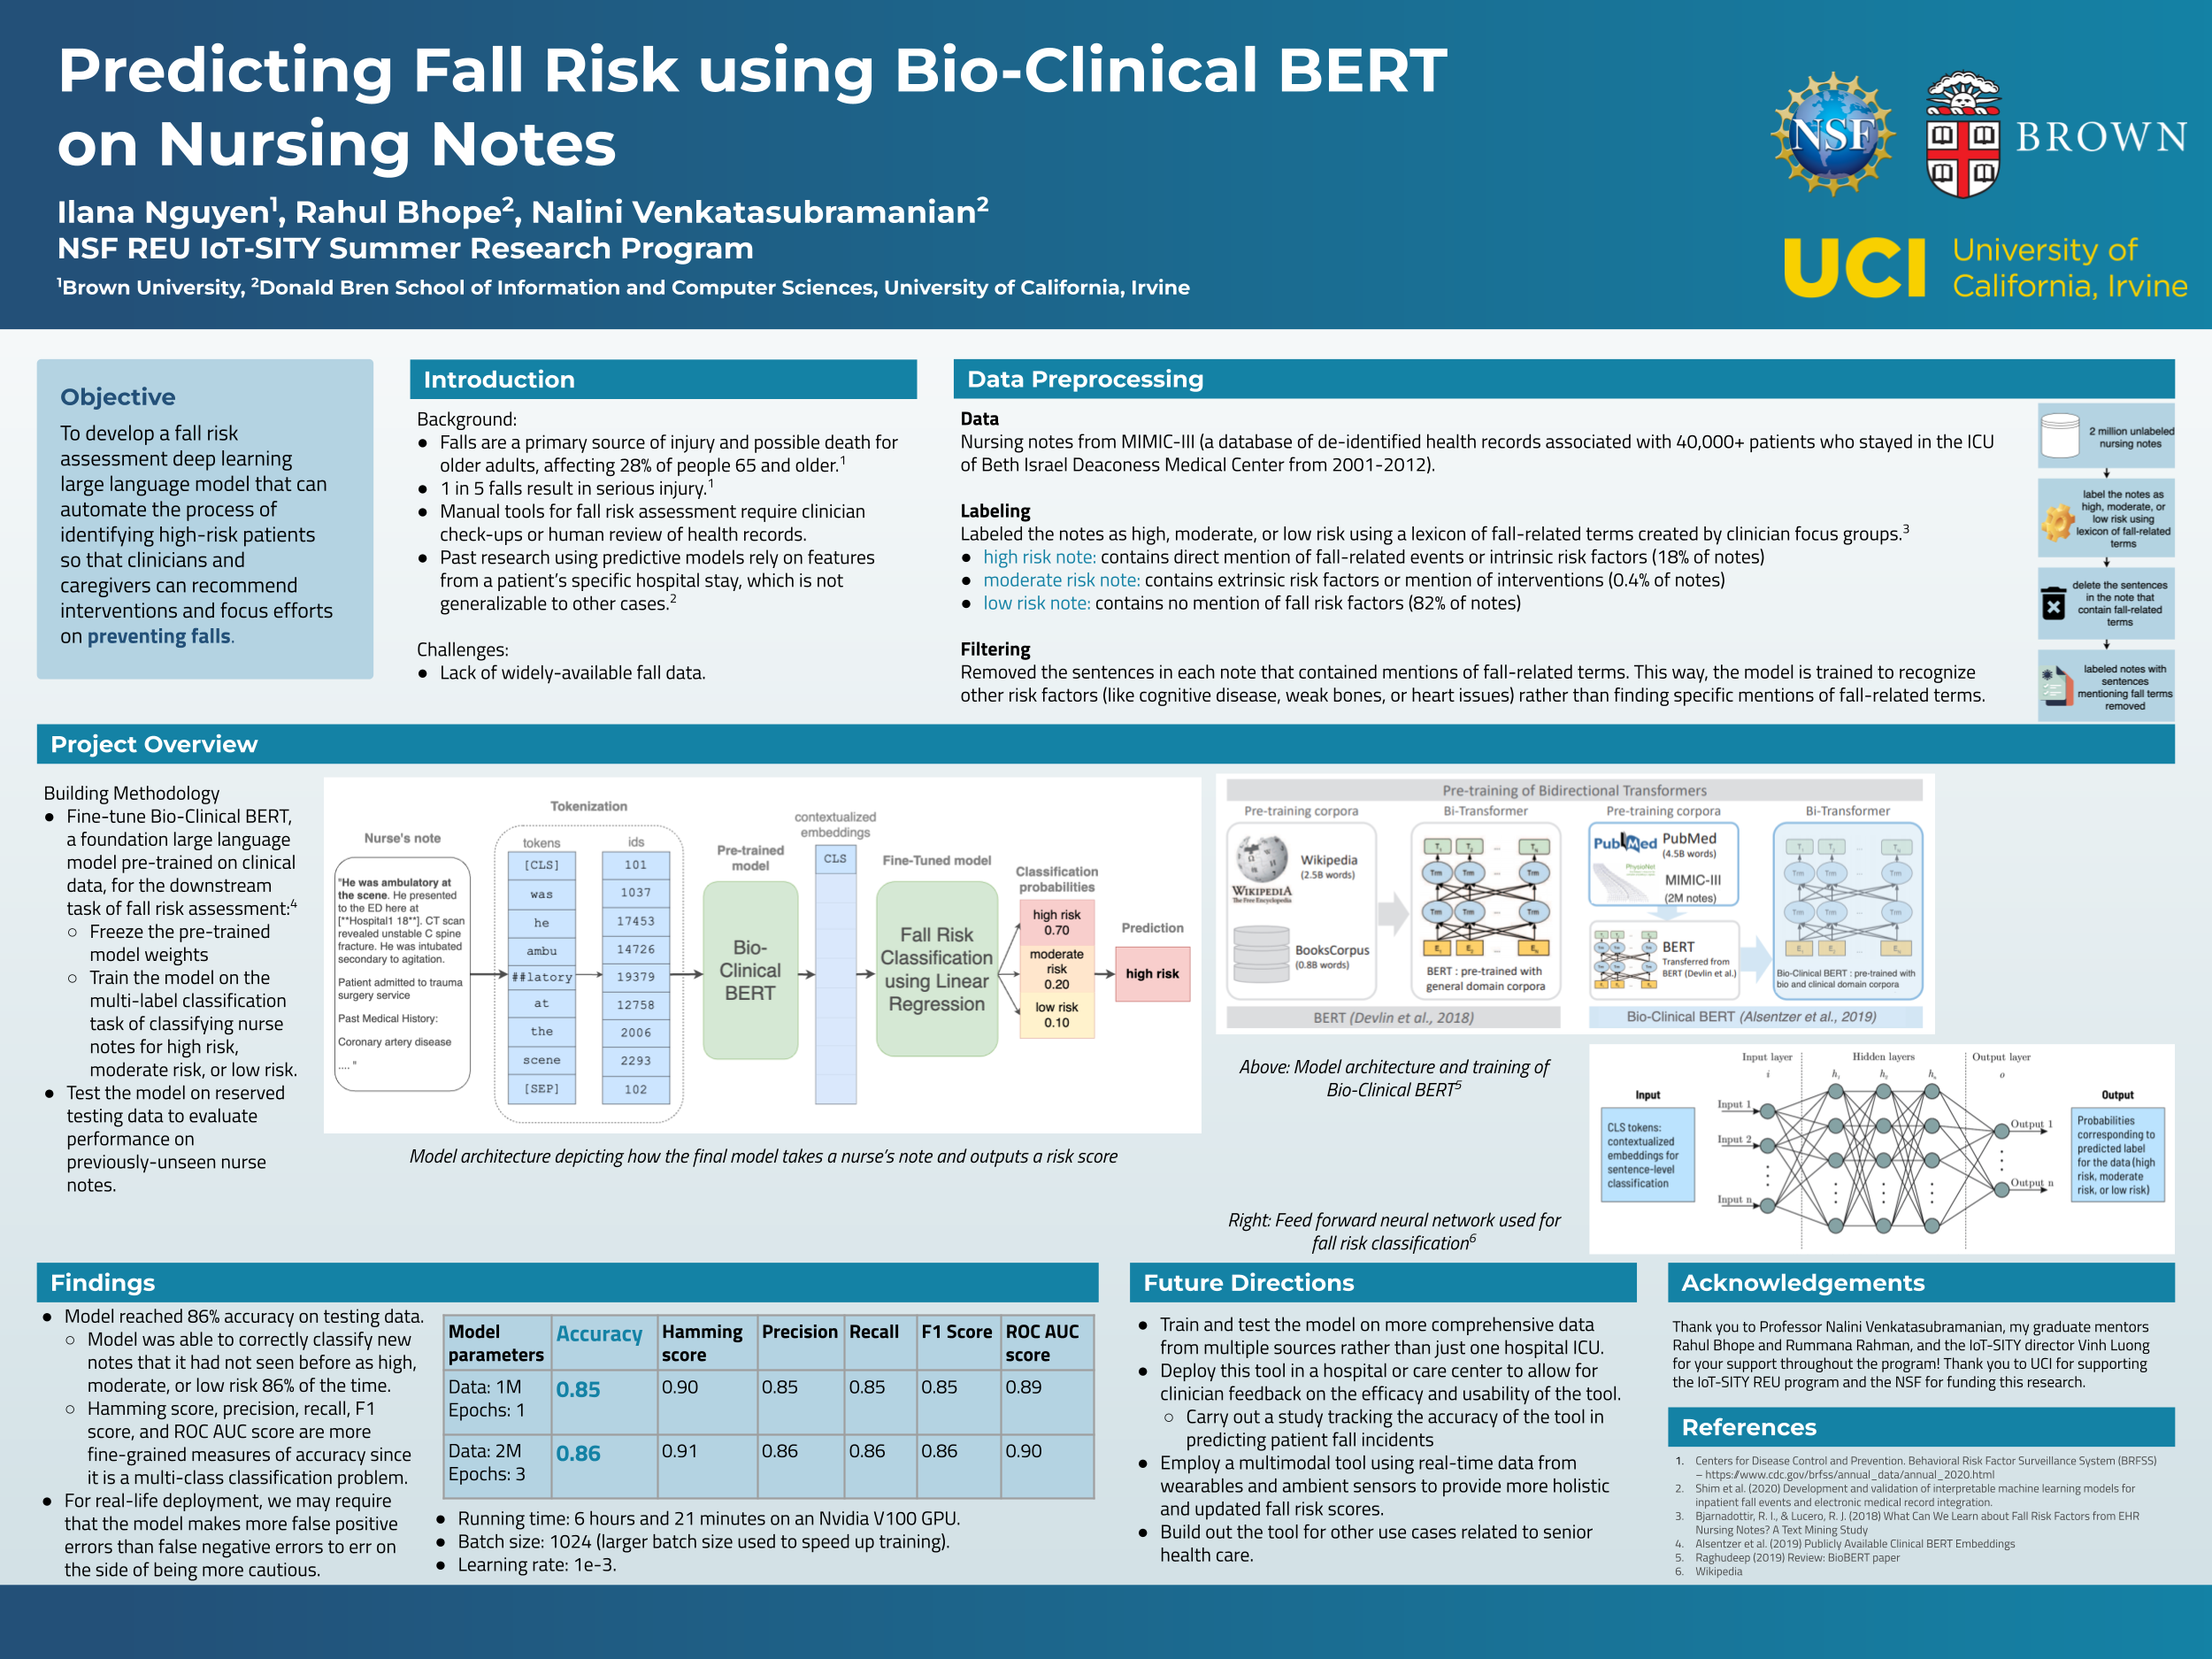 Predicting Fall Risk using Bio-Clinical BERT
on Nursing Notes
Ilana Nguyen1, Rahul Bhope2, Nalini Venkatasubramanian2
NSF REU IoT-SITY Summer Research Program
1Brown University, 2Donald Bren School of Information and Computer Sciences, University of California, Irvine
NSF
BROWN
UCI
University of
California, Irvine
Objective
To develop a fall risk
assessment deep learning
large language model that can
automate the process of
identifying high-risk patients
so that clinicians and
caregivers can recommend
interventions and focus efforts
on preventing falls.
Introduction
Background:
● Falls are a primary source of injury and possible death for
older adults, affecting 28% of people 65 and older.1
● 1 in 5 falls result in serious injury.1
● Manual tools for fall risk assessment require clinician
check-ups or human review of health records.
● Past research using predictive models rely on features
from a patient's specific hospital stay, which is not
generalizable to other cases.2
Challenges:
● Lack of widely-available fall data.
Data Preprocessing
Data
Nursing notes from MIMIC-III (a database of de-identified health records associated with 40,000+ patients who stayed in the ICU
of Beth Israel Deaconess Medical Center from 2001-2012).
Labeling
Labeled the notes as high, moderate, or low risk using a lexicon of fall-related terms created by clinician focus groups.3
● high risk note: contains direct mention of fall-related events or intrinsic risk factors (18% of notes)
● moderate risk note: contains extrinsic risk factors or mention of interventions (0.4% of notes)
● low risk note: contains no mention of fall risk factors (82% of notes)
Filtering
Removed the sentences in each note that contained mentions of fall-related terms. This way, the model is trained to recognize
other risk factors (like cognitive disease, weak bones, or heart issues) rather than finding specific mentions of fall-related terms.
2 million unlabeled
nursing notes
label the notes as
high, moderate, or
low risk using
lexicon of fall-related
terms
delete the sentences
in the note that
contain fall-related
terms
labeled notes with
sentences
mentioning fall terms
removed
Project Overview
Building Methodology
● Fine-tune Bio-Clinical BERT,
a foundation large language
model pre-trained on clinical
data, for the downstream
task of fall risk assessment:4
○ Freeze the pre-trained
model weights
○ Train the model on the
multi-label classification
task of classifying nurse
notes for high risk,
moderate risk, or low risk.
● Test the model on reserved
testing data to evaluate
performance on
previously-unseen nurse
notes.
Nurse's note
"He was ambulatory at
the scene. He presented
to the ED here at
[**Hospital1 18**]. CT scan
revealed unstable C spine
fracture. He was intubated
secondary to agitation.
Patient admitted to trauma
surgery service
Past Medical History:
Coronary artery disease
.... "
Tokenization
tokens ids
[CLS] 101
was 1037
he 17453
ambu 14726
##latory 19379
at 12758
the 2006
scene 2293
[SEP] 102
Pre-trained
model
Bio-
Clinical
BERT
contextualized
embeddings
CLS
Fine-Tuned model
Fall Risk
Classification
using Linear
Regression
Classification
probabilities
high risk
0.70
moderate
risk
0.20
low risk
0.10
Prediction
high risk
Model architecture depicting how the final model takes a nurse's note and outputs a risk score
Pre-training of Bidirectional Transformers
Pre-training corpora Bi-Transformer Pre-training corpora Bi-Transformer
WIKIPEDIA
The Free Encyclopedia
Wikipedia
(2.5B words)
BooksCorpus
(0.8B words)
T1 T2 ... TN
Trm Trm ... Trm
Trm Trm ... Trm
E1 E2 ... EN
BERT : pre-trained with
general domain corpora
PubMed
PubMed
(4.5B words)
PhysioNet
MIMIC-III
(2M notes)
BERT
Transferred from
BERT (Devlin et al.)
T1 T2 ... TN
Trm Trm ... Trm
Trm Trm ... Trm
E1 E2 ... EN
Bio-Clinical BERT : pre-trained with
bio and clinical domain corpora
BERT (Devlin et al., 2018)
Bio-Clinical BERT (Alsentzer et al., 2019)
Above: Model architecture and training of
Bio-Clinical BERT5
Right: Feed forward neural network used for
fall risk classification6
Input
CLS tokens:
contextualized
embeddings for
sentence-level
classification
Input layer Hidden layers Output layer
i h1 h2 hn o
Input 1
Input 2
Input n
Output 1
Output n
Output
Probabilities
corresponding to
predicted label
for the data (high
risk, moderate
risk, or low risk)
Findings
● Model reached 86% accuracy on testing data.
○ Model was able to correctly classify new
notes that it had not seen before as high,
moderate, or low risk 86% of the time.
○ Hamming score, precision, recall, F1
score, and ROC AUC score are more
fine-grained measures of accuracy since
it is a multi-class classification problem.
● For real-life deployment, we may require
that the model makes more false positive
errors than false negative errors to err on
the side of being more cautious.
Model Accuracy Hamming Precision Recall F1 Score ROC AUC
parameters score score
Data: 1M 0.85 0.90 0.85 0.85 0.85 0.89
Epochs: 1
Data: 2M 0.86 0.91 0.86 0.86 0.86 0.90
Epochs: 3
● Running time: 6 hours and 21 minutes on an Nvidia V100 GPU.
● Batch size: 1024 (larger batch size used to speed up training).
● Learning rate: 1e-3.
Future Directions
● Train and test the model on more comprehensive data
from multiple sources rather than just one hospital ICU.
● Deploy this tool in a hospital or care center to allow for
clinician feedback on the efficacy and usability of the tool.
○ Carry out a study tracking the accuracy of the tool in
predicting patient fall incidents
● Employ a multimodal tool using real-time data from
wearables and ambient sensors to provide more holistic
and updated fall risk scores.
● Build out the tool for other use cases related to senior
health care.
Acknowledgements
Thank you to Professor Nalini Venkatasubramanian, my graduate mentors
Rahul Bhope and Rummana Rahman, and the IoT-SITY director Vinh Luong
for your support throughout the program! Thank you to UCI for supporting
the IoT-SITY REU program and the NSF for funding this research.
References
1. Centers for Disease Control and Prevention. Behavioral Risk Factor Surveillance System (BRFSS)
– https://www.cdc.gov/brfss/annual_data/annual_2020.html
2. Shim et al. (2020) Development and validation of interpretable machine learning models for
inpatient fall events and electronic medical record integration.
3. Bjarnadottir, R. I., & Lucero, R. J. (2018) What Can We Learn about Fall Risk Factors from EHR
Nursing Notes? A Text Mining Study
4. Alsentzer et al. (2019) Publicly Available Clinical BERT Embeddings
5. Raghudeep (2019) Review: BioBERT paper
6. Wikipedia